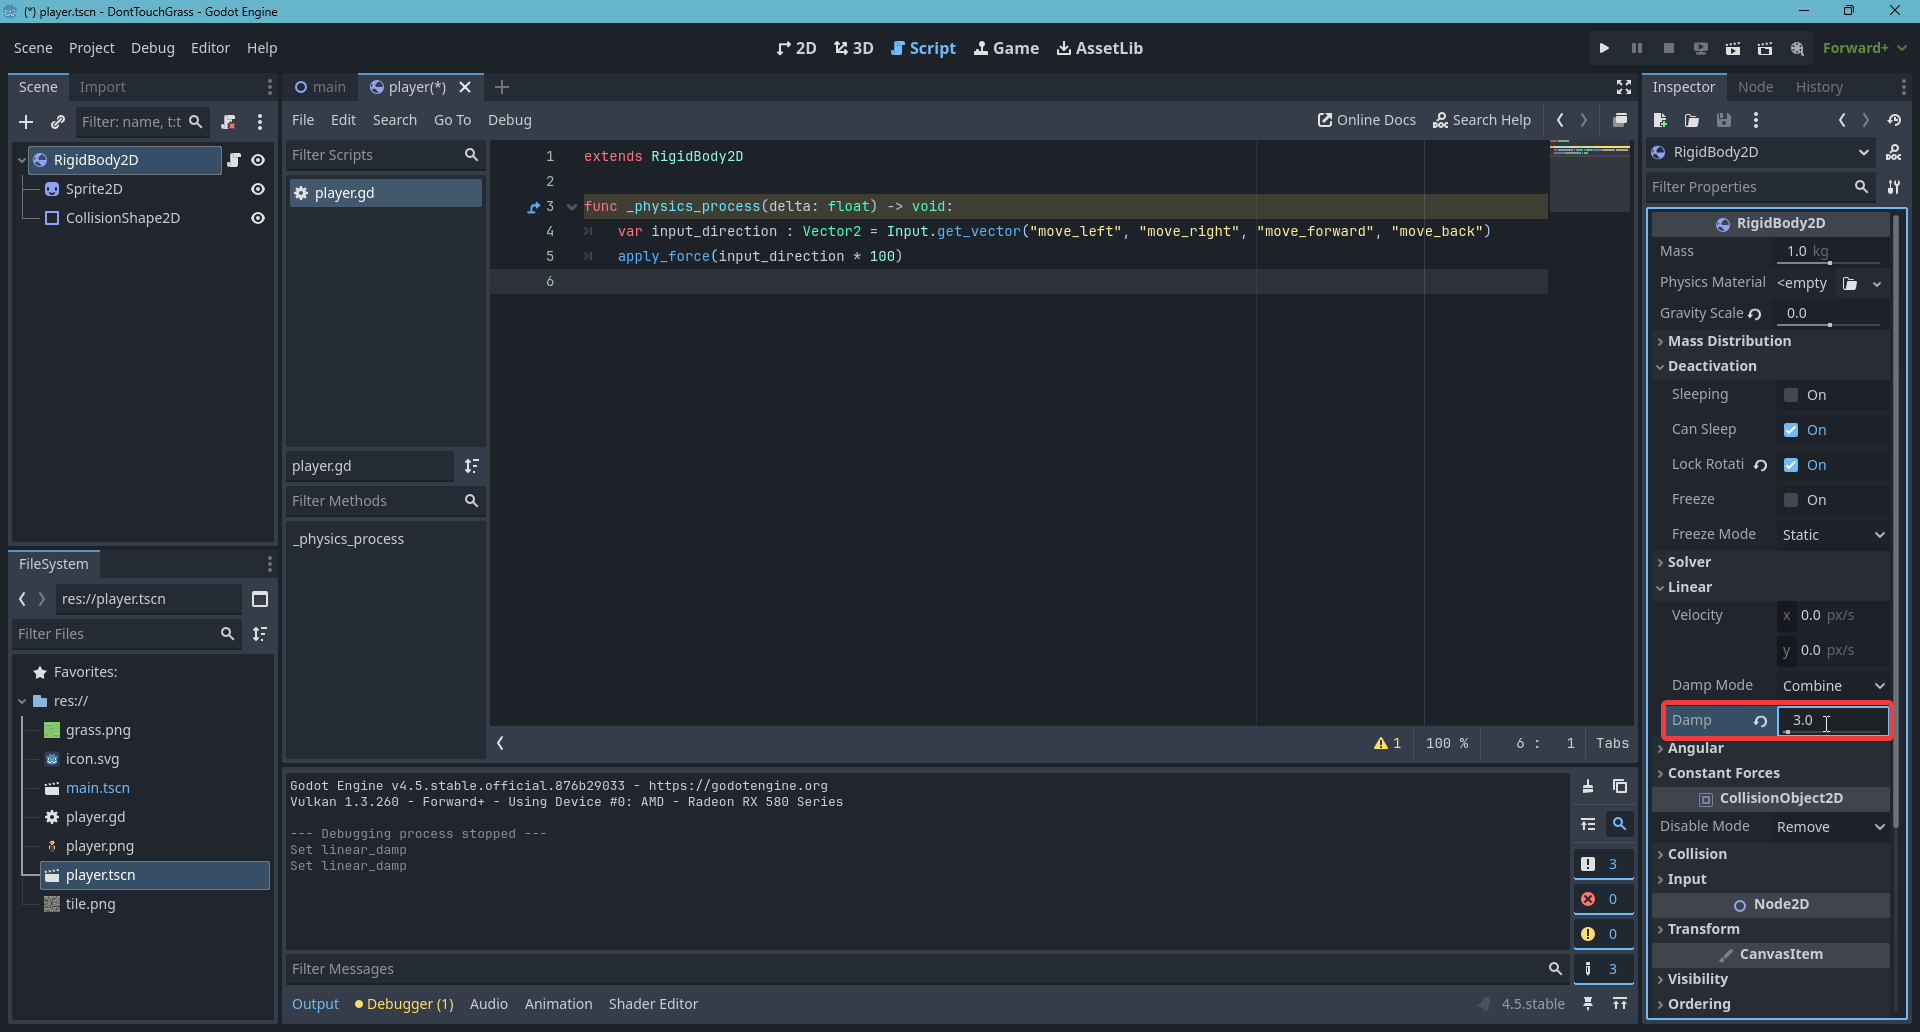 (*) player.tscn - DontTouchGrass - Godot Engine
Scene Project Debug Editor Help
2D 3D Script Game AssetLib
Forward+
Scene Import
Filter: name, t:t
RigidBody2D
Sprite2D
CollisionShape2D
FileSystem
res://player.tscn
Filter Files
Favorites:
res://
grass.png
icon.svg
main.tscn
player.gd
player.png
player.tscn
tile.png
main player(*)
File Edit Search Go To Debug
Online Docs Search Help
Filter Scripts
player.gd
player.gd
Filter Methods
_physics_process
1 extends RigidBody2D
2
3 func _physics_process(delta: float) -> void:
4 var input_direction : Vector2 = Input.get_vector("move_left", "move_right", "move_forward", "move_back")
5 apply_force(input_direction * 100)
6
1 100 % 6 : 1 Tabs
Godot Engine v4.5.stable.official.876b29033 - https://godotengine.org
Vulkan 1.3.260 - Forward+ - Using Device #0: AMD - Radeon RX 580 Series
--- Debugging process stopped ---
Set linear_damp
Set linear_damp
3
0
0
3
Filter Messages
Output Debugger (1) Audio Animation Shader Editor
4.5.stable
Inspector Node History
RigidBody2D
Filter Properties
RigidBody2D
Mass 1.0 kg
Physics Material <empty
Gravity Scale 0.0
Mass Distribution
Deactivation
Sleeping On
Can Sleep On
Lock Rotati On
Freeze On
Freeze Mode Static
Solver
Linear
Velocity x 0.0 px/s
y 0.0 px/s
Damp Mode Combine
Damp 3.0
Angular
Constant Forces
CollisionObject2D
Disable Mode Remove
Collision
Input
Node2D
Transform
CanvasItem
Visibility
Ordering